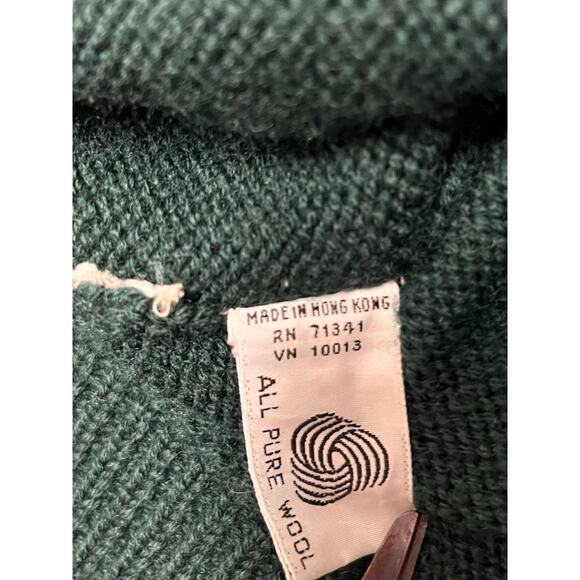 MADE IN HONG KONG
RN 71341
VN 10013
ALL PURE WOOL